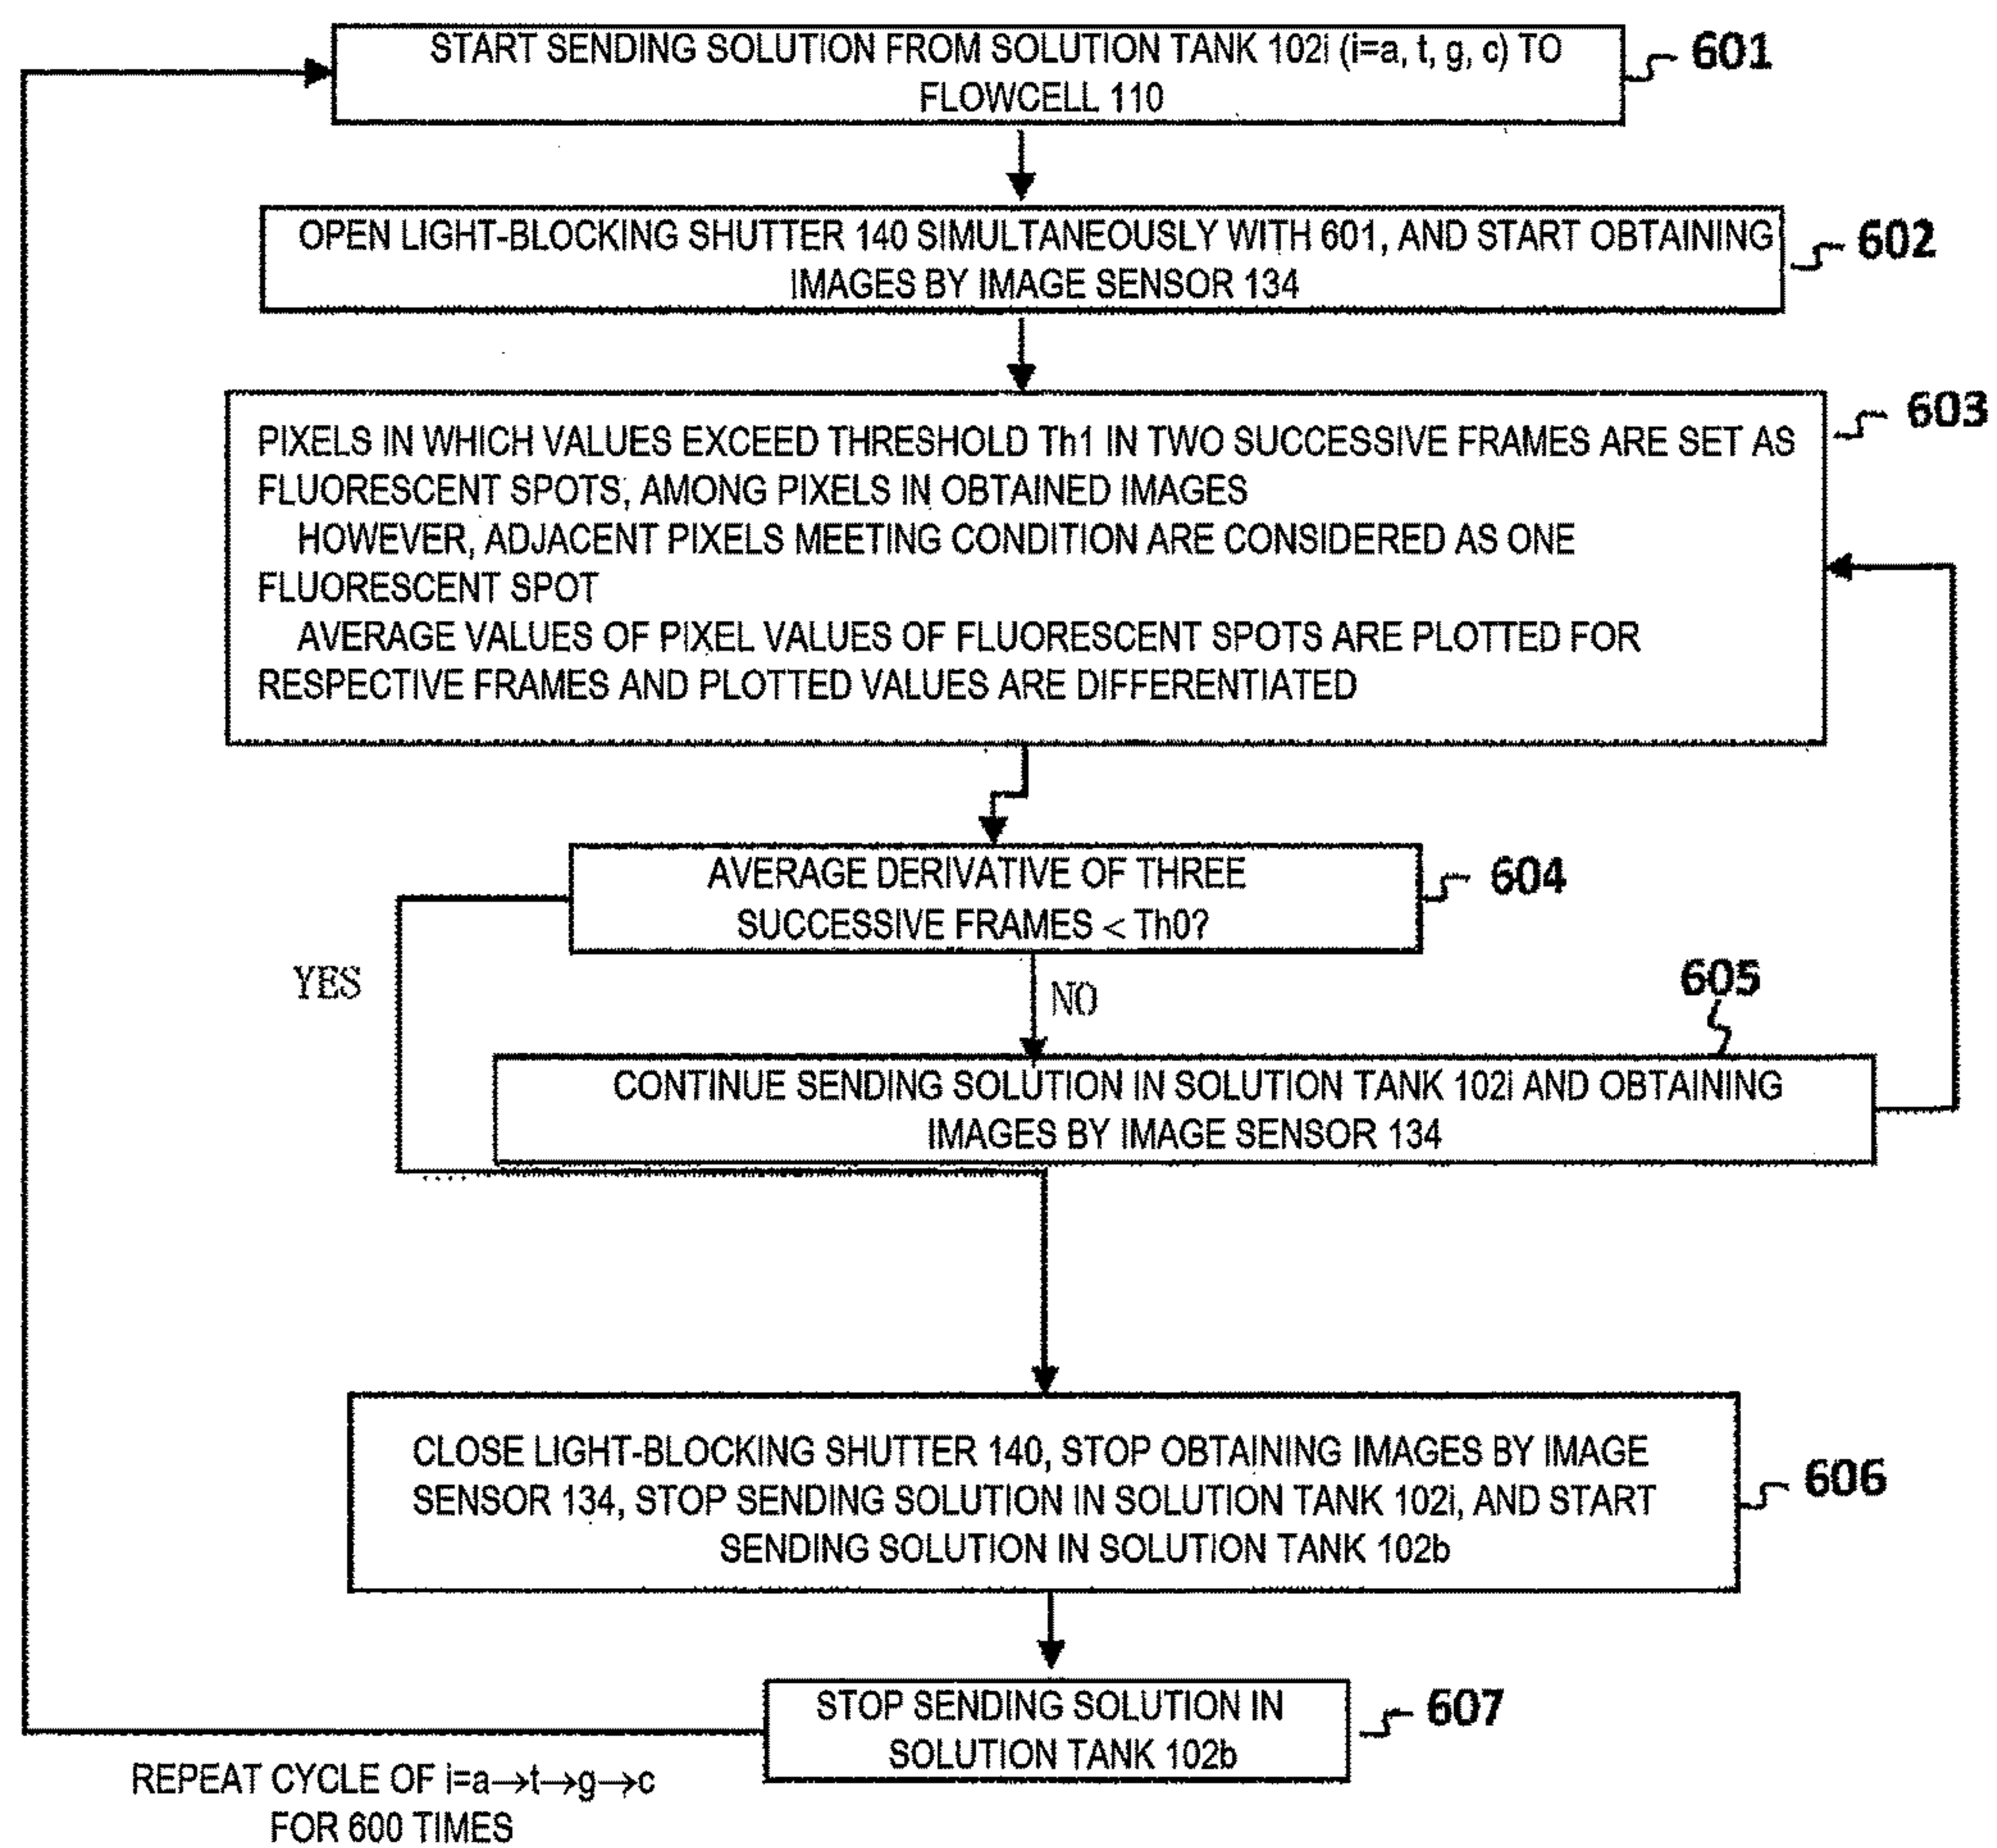 START SENDING SOLUTION FROM SOLUTION TANK 102i (i=a, t, g, c) TO
FLOWCELL 110
601
OPEN LIGHT-BLOCKING SHUTTER 140 SIMULTANEOUSLY WITH 601, AND START OBTAINING
IMAGES BY IMAGE SENSOR 134
602
PIXELS IN WHICH VALUES EXCEED THRESHOLD Th1 IN TWO SUCCESSIVE FRAMES ARE SET AS
FLUORESCENT SPOTS, AMONG PIXELS IN OBTAINED IMAGES
HOWEVER, ADJACENT PIXELS MEETING CONDITION ARE CONSIDERED AS ONE
FLUORESCENT SPOT
AVERAGE VALUES OF PIXEL VALUES OF FLUORESCENT SPOTS ARE PLOTTED FOR
RESPECTIVE FRAMES AND PLOTTED VALUES ARE DIFFERENTIATED
603
AVERAGE DERIVATIVE OF THREE
SUCCESSIVE FRAMES < Th0?
604
YES
NO
605
CONTINUE SENDING SOLUTION IN SOLUTION TANK 102i AND OBTAINING
IMAGES BY IMAGE SENSOR 134
CLOSE LIGHT-BLOCKING SHUTTER 140, STOP OBTAINING IMAGES BY IMAGE
SENSOR 134, STOP SENDING SOLUTION IN SOLUTION TANK 102i, AND START
SENDING SOLUTION IN SOLUTION TANK 102b
606
STOP SENDING SOLUTION IN
SOLUTION TANK 102b
607
REPEAT CYCLE OF i=a→t→g→c
FOR 600 TIMES